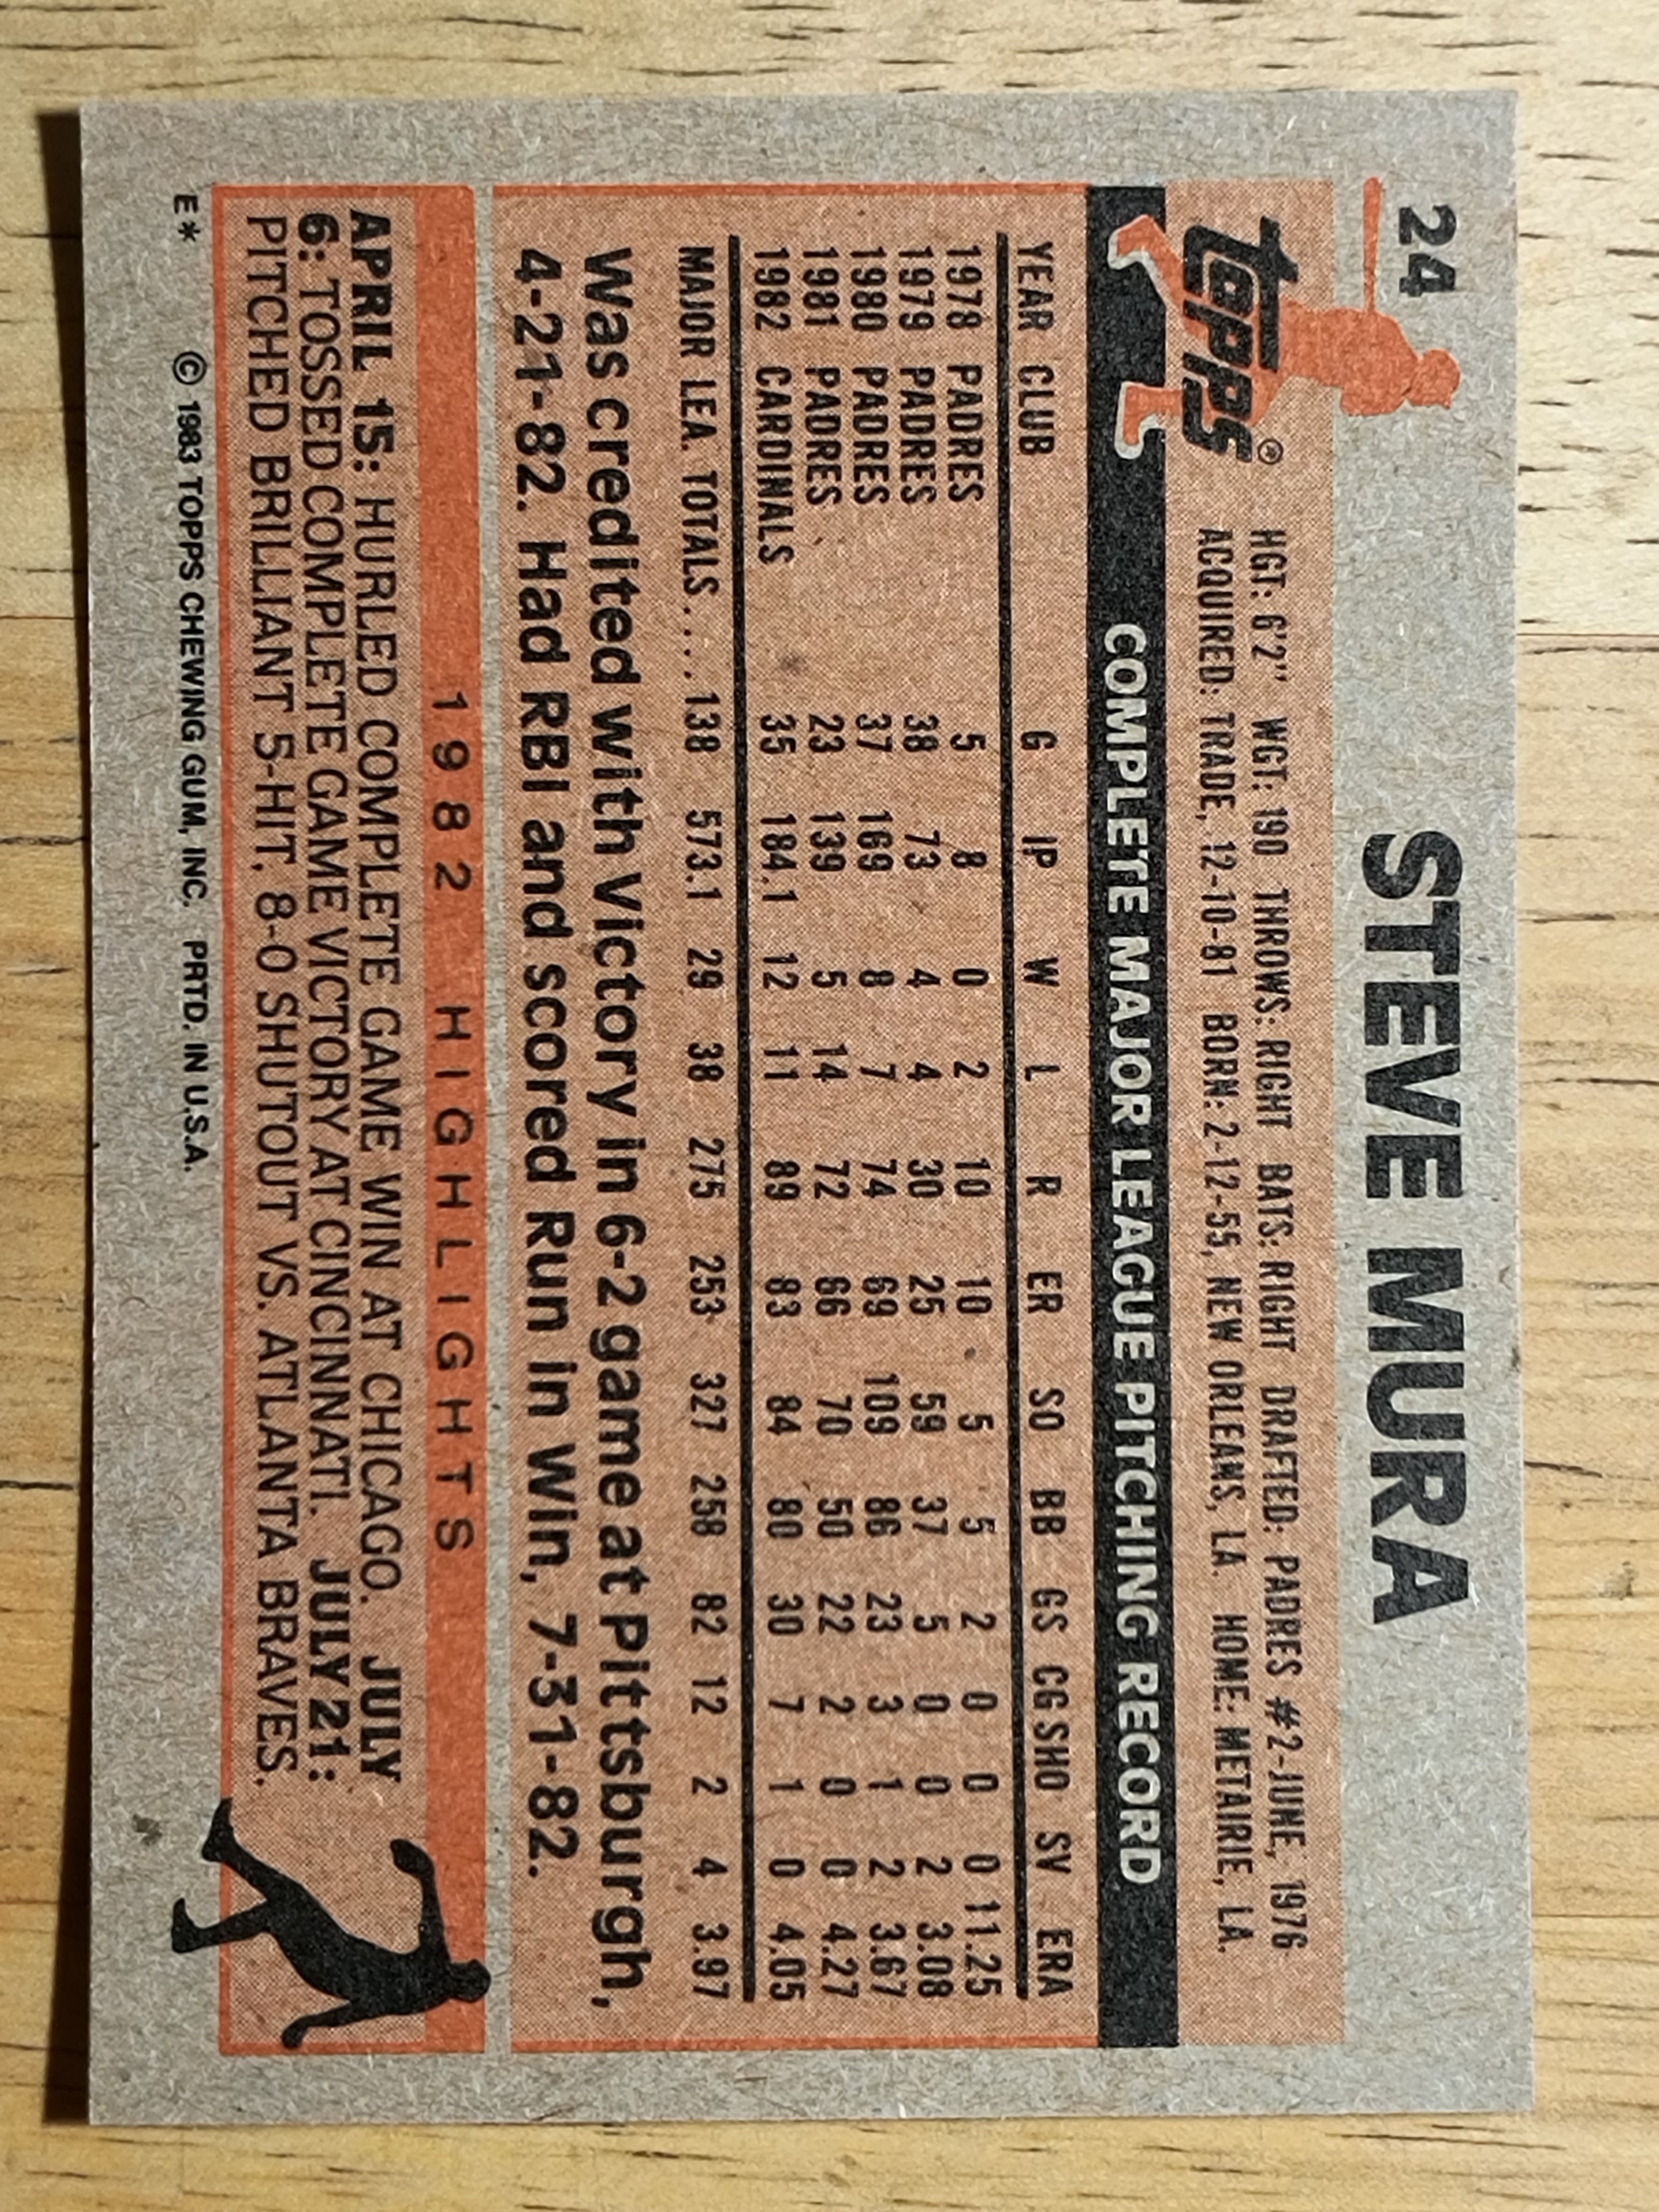 24 STEVE MURA
TOPPS®
HGT: 6'2" WGT: 190 THROWS: RIGHT BATS: RIGHT DRAFTED: PADRES #2-JUNE, 1976
ACQUIRED: TRADE, 12-10-81 BORN: 2-12-55, NEW ORLEANS, LA. HOME: METAIRIE, LA.
COMPLETE MAJOR LEAGUE PITCHING RECORD
YEAR CLUB G IP W L R ER SO BB GS CG SHO SV ERA
1978 PADRES 5 8 0 2 10 10 5 5 2 0 0 0 11.25
1979 PADRES 38 73 4 4 30 25 59 37 5 0 0 2 3.08
1980 PADRES 37 169 8 7 74 69 109 86 23 3 1 2 3.67
1981 PADRES 23 139 5 14 72 66 70 50 22 2 0 0 4.27
1982 CARDINALS 35 184.1 12 11 89 83 84 80 30 7 1 0 4.05
MAJOR LEA. TOTALS.... 138 573.1 29 38 275 253 327 258 82 12 2 4 3.97
Was credited with Victory in 6-2 game at Pittsburgh,
4-21-82. Had RBI and scored Run in Win, 7-31-82.
1982 HIGHLIGHTS
APRIL 15: HURLED COMPLETE GAME WIN AT CHICAGO. JULY
6: TOSSED COMPLETE GAME VICTORY AT CINCINNATI. JULY 21:
PITCHED BRILLIANT 5-HIT, 8-0 SHUTOUT VS. ATLANTA BRAVES.
E* © 1983 TOPPS CHEWING GUM, INC. PRTD. IN U.S.A.